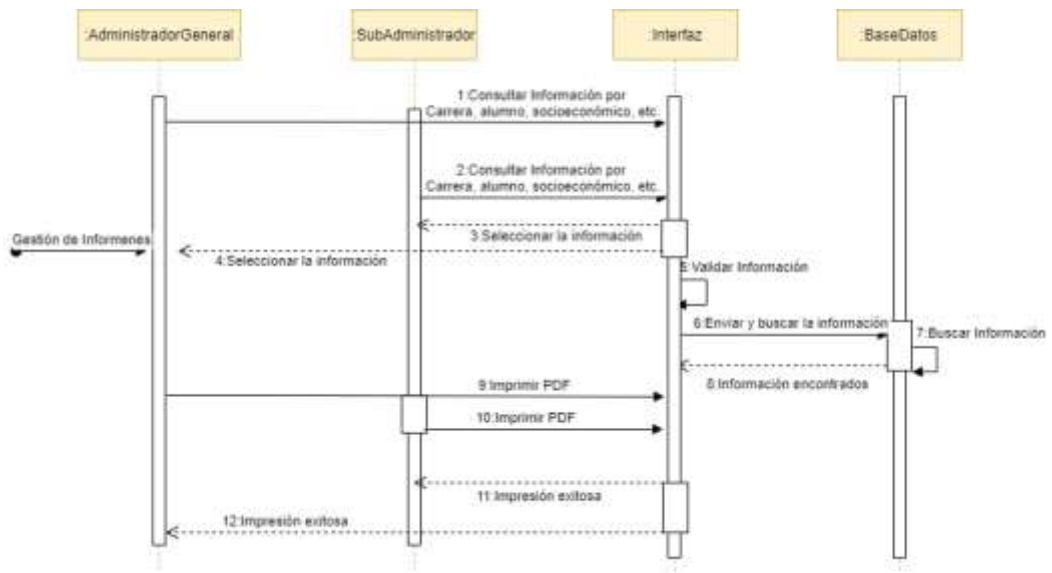 :AdministradorGeneral
:SubAdministrador
:Interfaz
:BaseDatos
1:Consultar Información por
Carrera, alumno, socioeconómico, etc.
2:Consultar Información por
Carrera, alumno, socioeconómico, etc.
3:Seleccionar la información
Gestión de Informenes
4:Seleccionar la información
5:Validar Información
6:Enviar y buscar la información
7:Buscar Información
8:Información encontrados
9:Imprimir PDF
10:Imprimir PDF
11:Impresión exitosa
12:Impresión exitosa